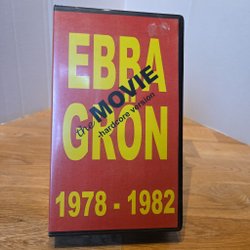 EBBA
the MOVIE
-hardcore version
GRÖN
1978 - 1982